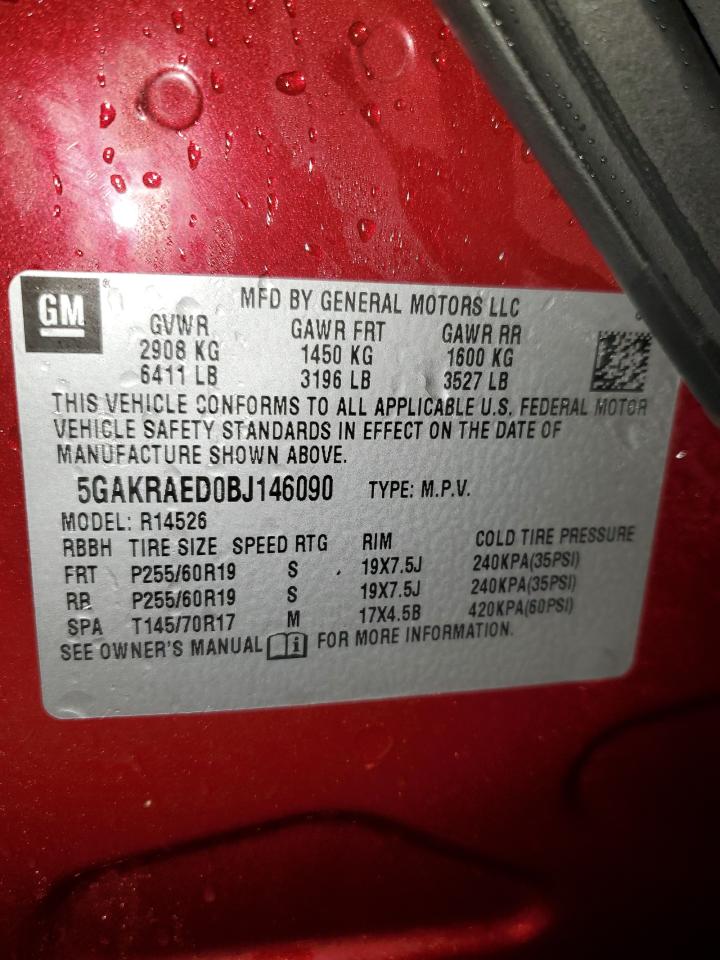 GM
MFD BY GENERAL MOTORS LLC
GVWR GAWR FRT GAWR RR
2908 KG 1450 KG 1600 KG
6411 LB 3196 LB 3527 LB
THIS VEHICLE CONFORMS TO ALL APPLICABLE U.S. FEDERAL MOTOR
VEHICLE SAFETY STANDARDS IN EFFECT ON THE DATE OF
MANUFACTURE SHOWN ABOVE.
5GAKRAED0BJ146090 TYPE: M.P.V.
MODEL: R14526
RBBH TIRE SIZE SPEED RTG RIM COLD TIRE PRESSURE
FRT P255/60R19 S 19X7.5J 240KPA(35PSI)
RR P255/60R19 S 19X7.5J 240KPA(35PSI)
SPA T145/70R17 M 17X4.5B 420KPA(60PSI)
SEE OWNER'S MANUAL i FOR MORE INFORMATION.